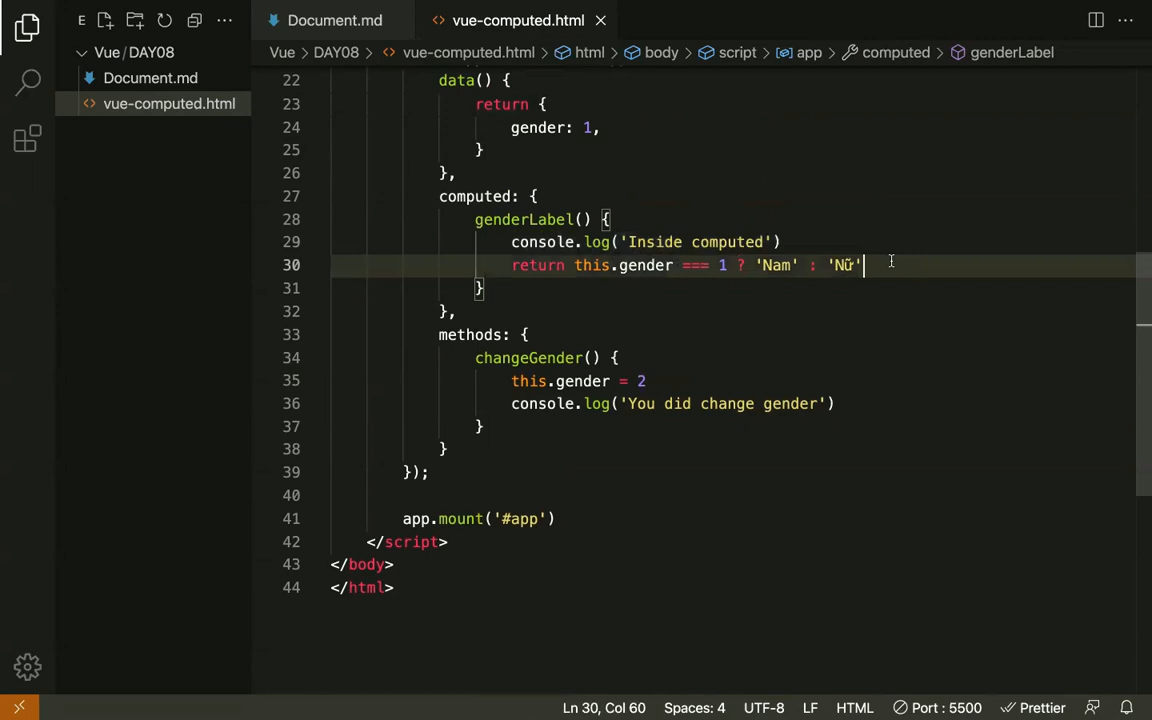 E
Document.md
vue-computed.html
Vue/DAY08
Vue
DAY08
vue-computed.html
html
body
script
app
computed
genderLabel
Document.md
vue-computed.html
22 data() {
23 return {
24 gender: 1,
25 }
26 },
27 computed: {
28 genderLabel() {
29 console.log('Inside computed')
30 return this.gender === 1 ? 'Nam' : 'Nữ'
31 }
32 },
33 methods: {
34 changeGender() {
35 this.gender = 2
36 console.log('You did change gender')
37 }
38 }
39 });
40
41 app.mount('#app')
42 </script>
43 </body>
44 </html>
Ln 30, Col 60
Spaces: 4
UTF-8
LF
HTML
Port : 5500
Prettier